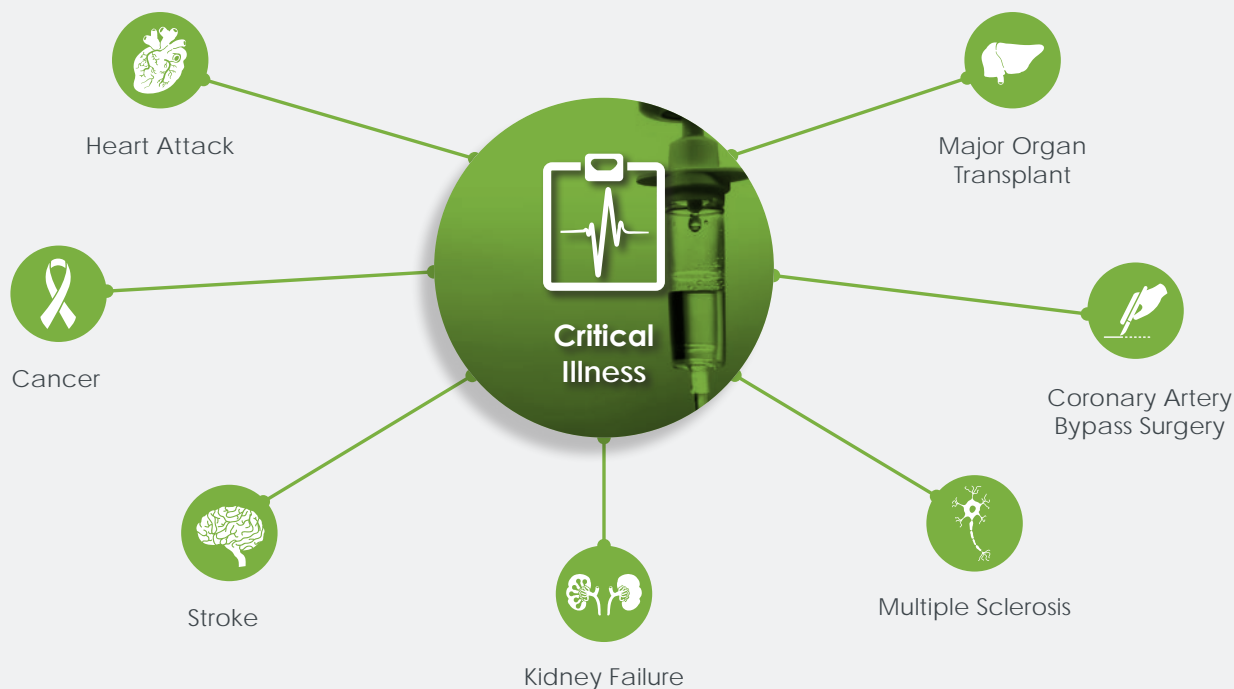 Heart Attack
Major Organ
Transplant
Critical
Illness
Cancer
Coronary Artery
Bypass Surgery
Stroke
Multiple Sclerosis
Kidney Failure